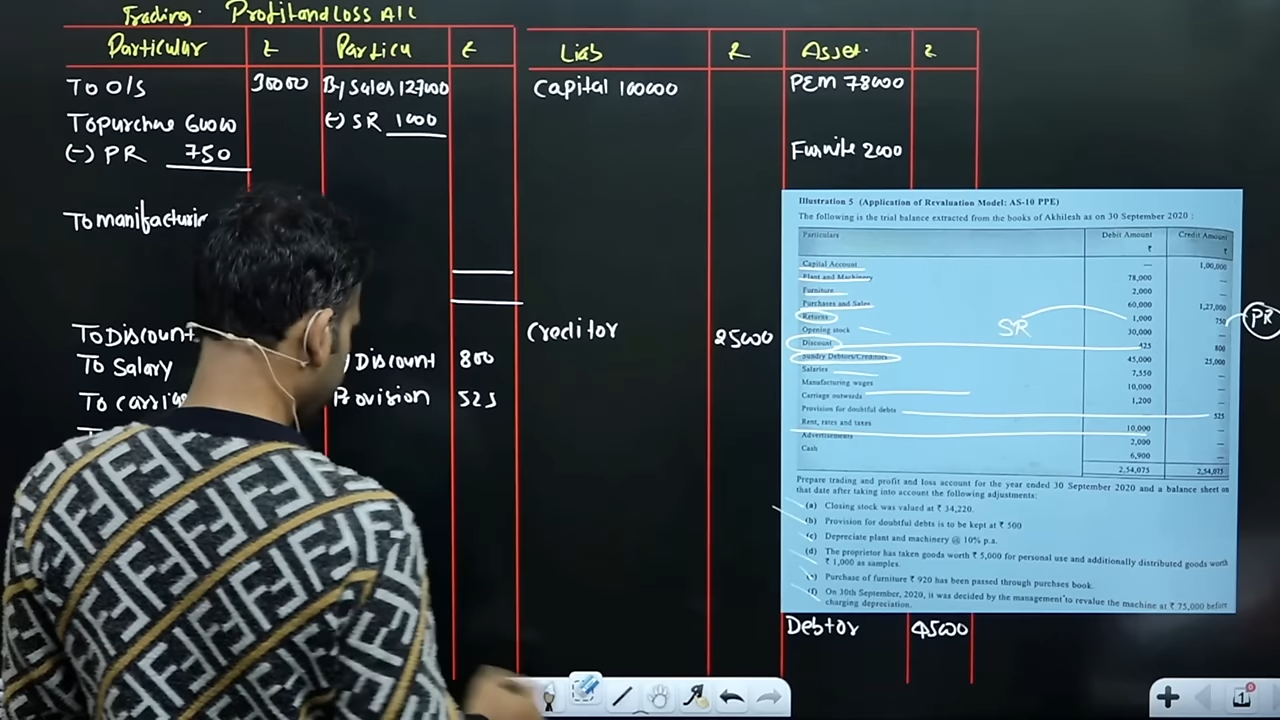 Trading. Profit and Loss A/C
Particular ₹ Particu ₹
To O/S 30000 By Sales 127000
To purchase 60000 (-) SR 1000
(-) PR 750
To manifacturin
To Discount
To Salary Discount 800
To carria Provision 525
Liab ₹ Asset. ₹
Capital 100000 P&M 78000
Furnite 2000
Creditor 25000
Debtor 45000
Illustration 5 (Application of Revaluation Model: AS-10 PPE)
The following is the trial balance extracted from the books of Akhilesh as on 30 September 2020 :
Particulars Debit Amount Credit Amount
₹ ₹
Capital Account — 1,00,000
Plant and Machinery 78,000 —
Furniture 2,000 —
Purchases and Sales 60,000 1,27,000
Returns 1,000 750
Opening stock 30,000 —
Discount 425 800
Sundry Debtors/Creditors 45,000 25,000
Salaries 7,550 —
Manufacturing wages 10,000 —
Carriage outwards 1,200 —
Provision for doubtful debts 525
Rent, rates and taxes 10,000 —
Advertisements 2,000 —
Cash 6,900 —
2,54,075 2,54,075
SR
PR
Prepare trading and profit and loss account for the year ended 30 September 2020 and a balance sheet on
that date after taking into account the following adjustments:
(a) Closing stock was valued at ₹ 34,220.
(b) Provision for doubtful debts is to be kept at ₹ 500
(c) Depreciate plant and machinery @ 10% p.a.
(d) The proprietor has taken goods worth ₹ 5,000 for personal use and additionally distributed goods worth
₹ 1,000 as samples.
(e) Purchase of furniture ₹ 920 has been passed through purchses book.
(f) On 30th September, 2020, it was decided by the management to revalue the machine at ₹ 75,000 before
charging depreciation.
1